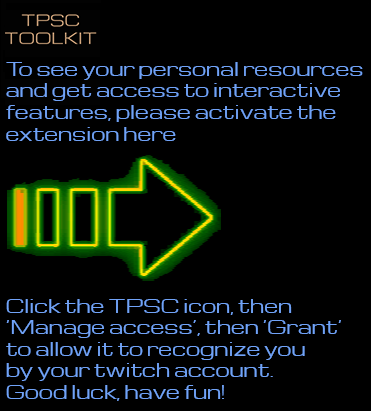 TPSC
TOOLKIT
To see your personal resources
and get access to interactive
features, please activate the
extension here
Click the TPSC icon, then
'Manage access', then 'Grant'
to allow it to recognize you
by your twitch account.
Good luck, have fun!